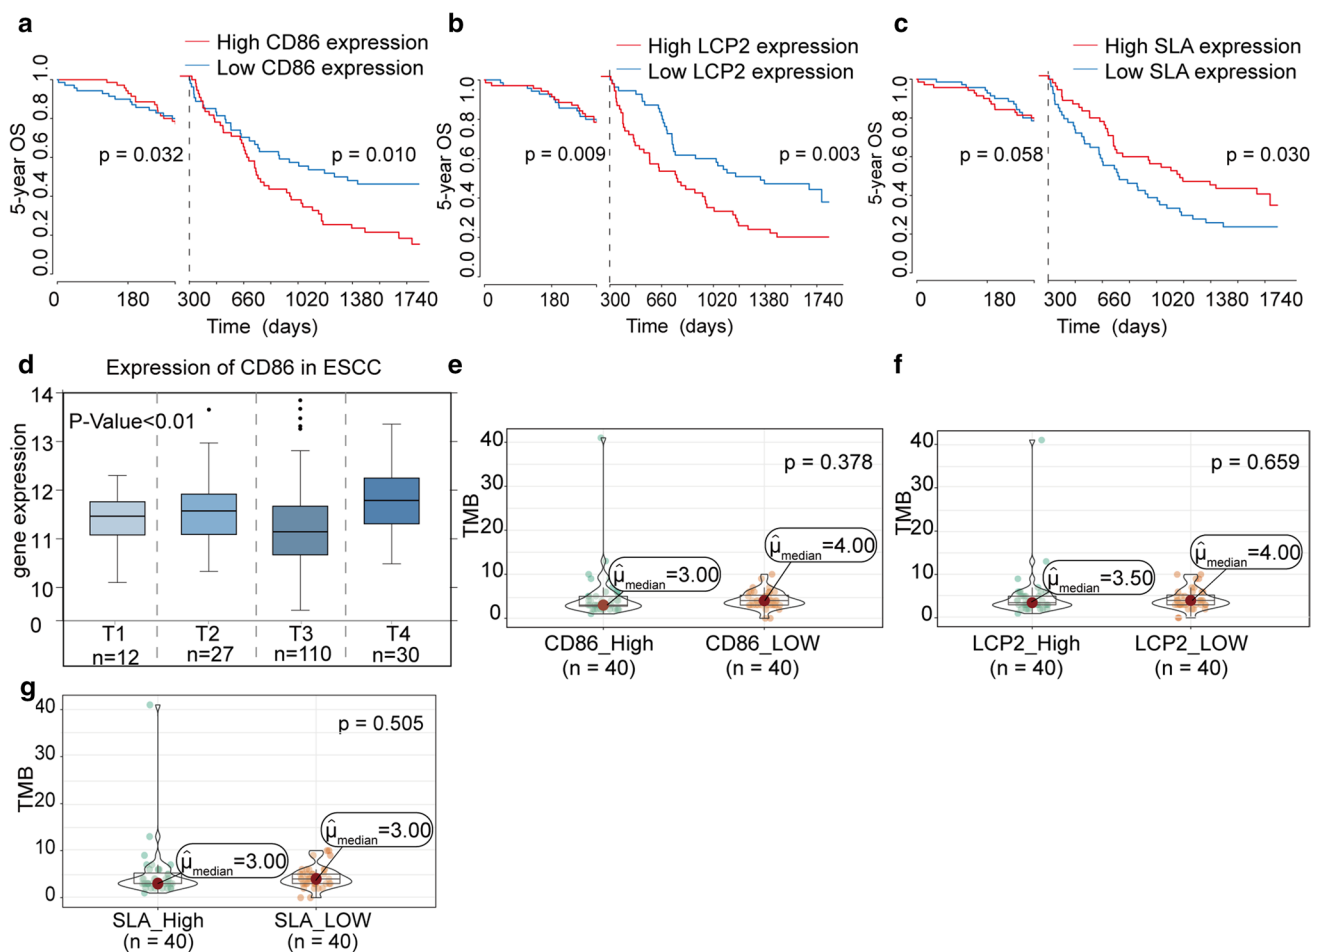 a
High CD86 expression
Low CD86 expression
5-year OS
1.0
0.8
0.6
0.4
0.2
0.0
p = 0.032
p = 0.010
0 180 300 660 1020 1380 1740
Time (days)
b
High LCP2 expression
Low LCP2 expression
5-year OS
1.0
0.8
0.6
0.4
0.2
0.0
p = 0.009
p = 0.003
0 180 300 660 1020 1380 1740
Time (days)
c
High SLA expression
Low SLA expression
5-year OS
1.0
0.8
0.6
0.4
0.2
0.0
p = 0.058
p = 0.030
0 180 300 660 1020 1380 1740
Time (days)
d
Expression of CD86 in ESCC
gene expression
14
13
12
11
10
0
P-Value<0.01
T1 T2 T3 T4
n=12 n=27 n=110 n=30
e
TMB
40
30
20
10
0
p = 0.378
μ̂median=3.00
μ̂median=4.00
CD86_High CD86_LOW
(n = 40) (n = 40)
f
TMB
40
30
20
10
0
p = 0.659
μ̂median=3.50
μ̂median=4.00
LCP2_High LCP2_LOW
(n = 40) (n = 40)
g
TMB
40
30
20
10
0
p = 0.505
μ̂median=3.00
μ̂median=3.00
SLA_High SLA_LOW
(n = 40) (n = 40)